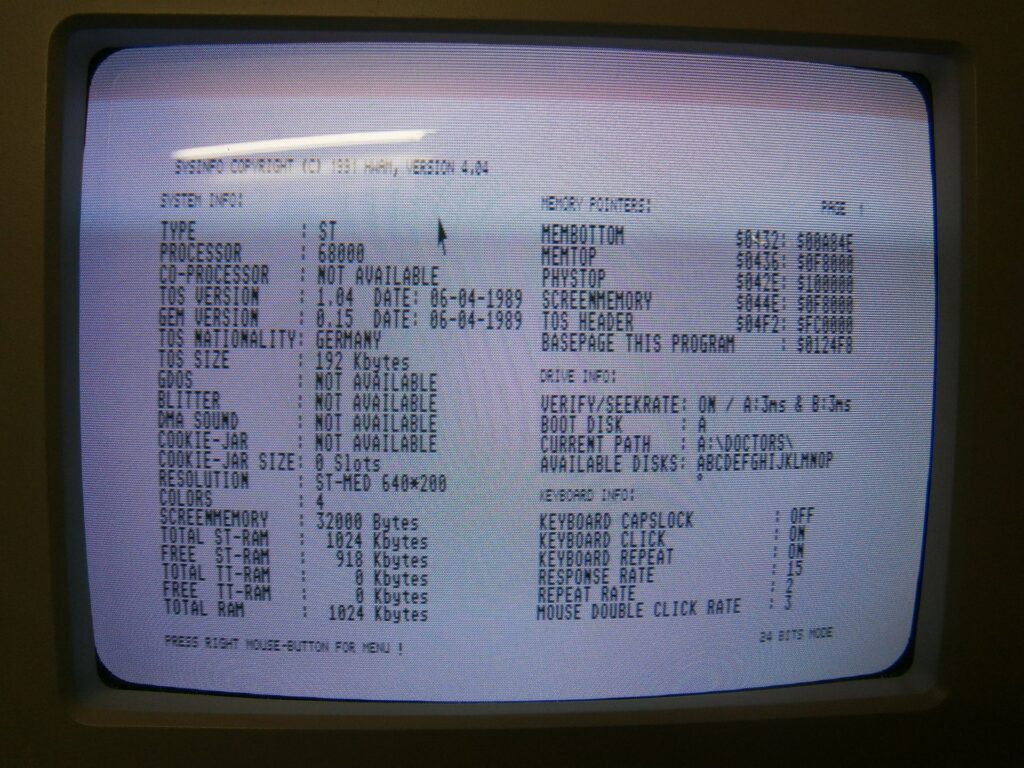 SYSINFO COPYRIGHT (C) 1991 HWAM, VERSION 4.04
SYSTEM INFO:
TYPE : ST
PROCESSOR : 68000
CO-PROCESSOR : NOT AVAILABLE
TOS VERSION : 1.04 DATE: 06-04-1989
GEM VERSION : 0.15 DATE: 06-04-1989
TOS NATIONALITY: GERMANY
TOS SIZE : 192 Kbytes
GDOS : NOT AVAILABLE
BLITTER : NOT AVAILABLE
DMA SOUND : NOT AVAILABLE
COOKIE-JAR : NOT AVAILABLE
COOKIE-JAR SIZE: 0 Slots
RESOLUTION : ST-MED 640*200
COLORS : 4
SCREENMEMORY : 32000 Bytes
TOTAL ST-RAM : 1024 Kbytes
FREE ST-RAM : 918 Kbytes
TOTAL TT-RAM : 0 Kbytes
FREE TT-RAM : 0 Kbytes
TOTAL RAM : 1024 Kbytes
PRESS RIGHT MOUSE-BUTTON FOR MENU !
MEMORY POINTERS: PAGE 1
MEMBOTTOM $0432: $00A84E
MEMTOP $0436: $0F8000
PHYSTOP $042E: $100000
SCREENMEMORY $044E: $0F8000
TOS HEADER $04F2: $FC0000
BASEPAGE THIS PROGRAM : $0124F8
DRIVE INFO:
VERIFY/SEEKRATE: ON / A:3ms & B:3ms
BOOT DISK : A
CURRENT PATH : A:\DOCTORS\
AVAILABLE DISKS: ABCDEFGHIJKLMNOP
KEYBOARD INFO:
KEYBOARD CAPSLOCK : OFF
KEYBOARD CLICK : ON
KEYBOARD REPEAT : ON
RESPONSE RATE : 15
REPEAT RATE : 2
MOUSE DOUBLE CLICK RATE : 3
24 BITS MODE